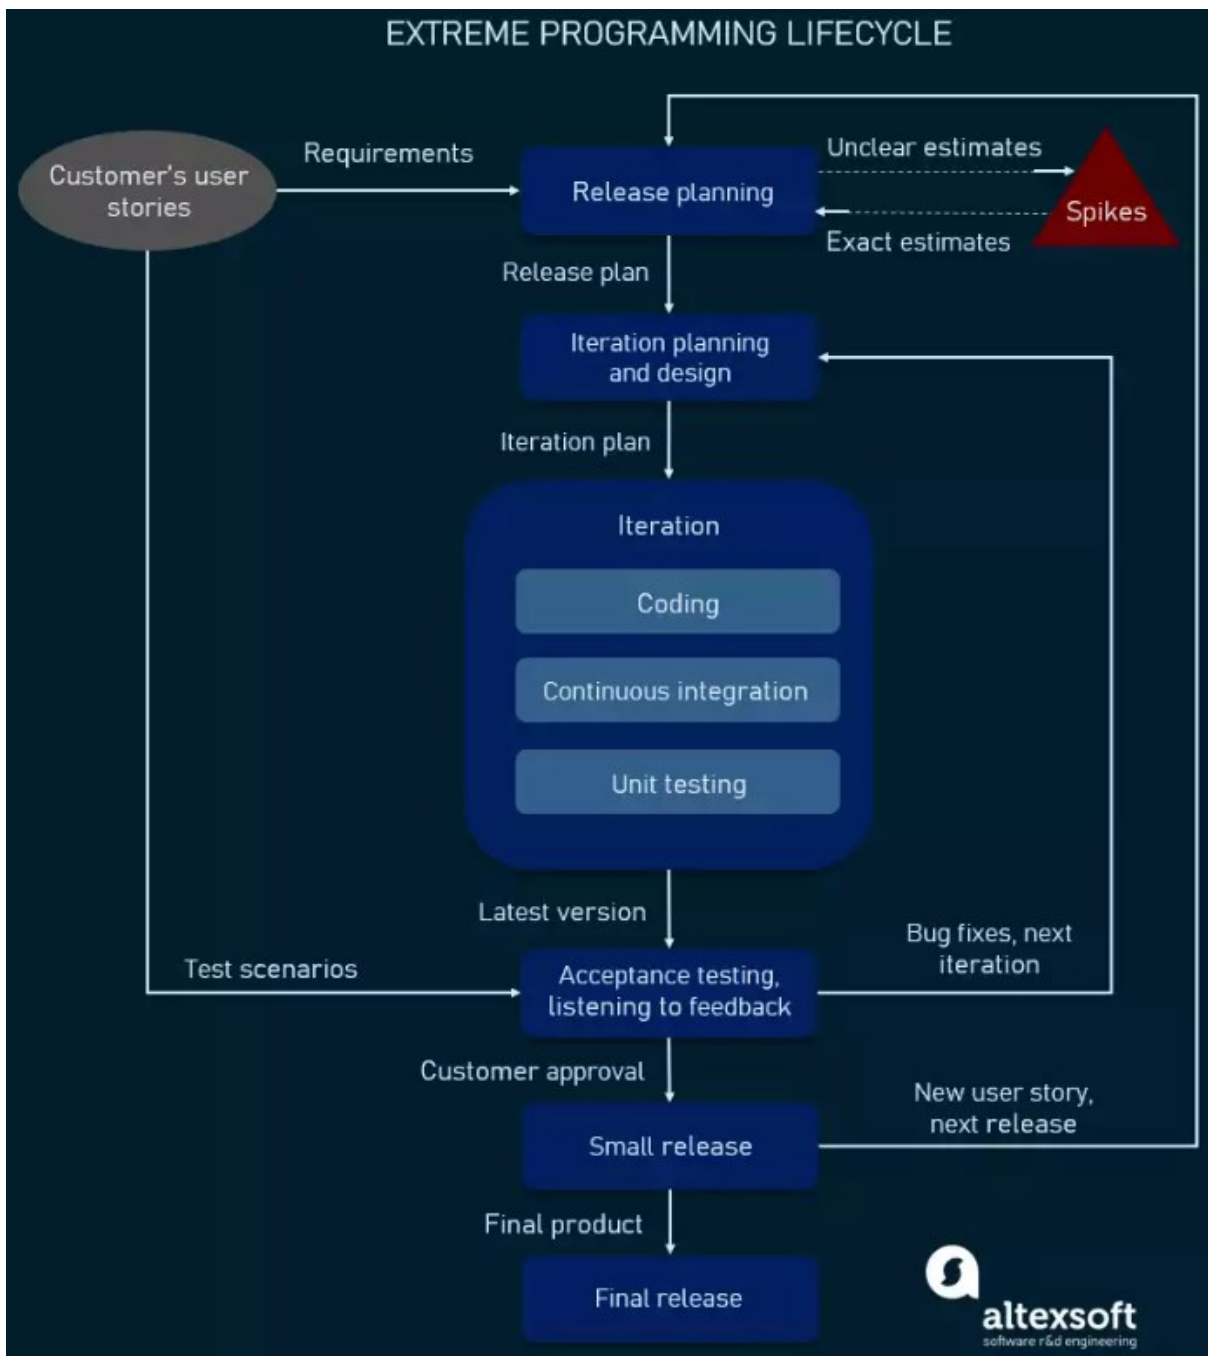 EXTREME PROGRAMMING LIFECYCLE
Customer's user
stories
Requirements
Release planning
Unclear estimates
Spikes
Exact estimates
Release plan
Iteration planning
and design
Iteration plan
Iteration
Coding
Continuous integration
Unit testing
Latest version
Bug fixes, next
iteration
Test scenarios
Acceptance testing,
listening to feedback
Customer approval
New user story,
next release
Small release
Final product
Final release
altexsoft
software r&d engineering